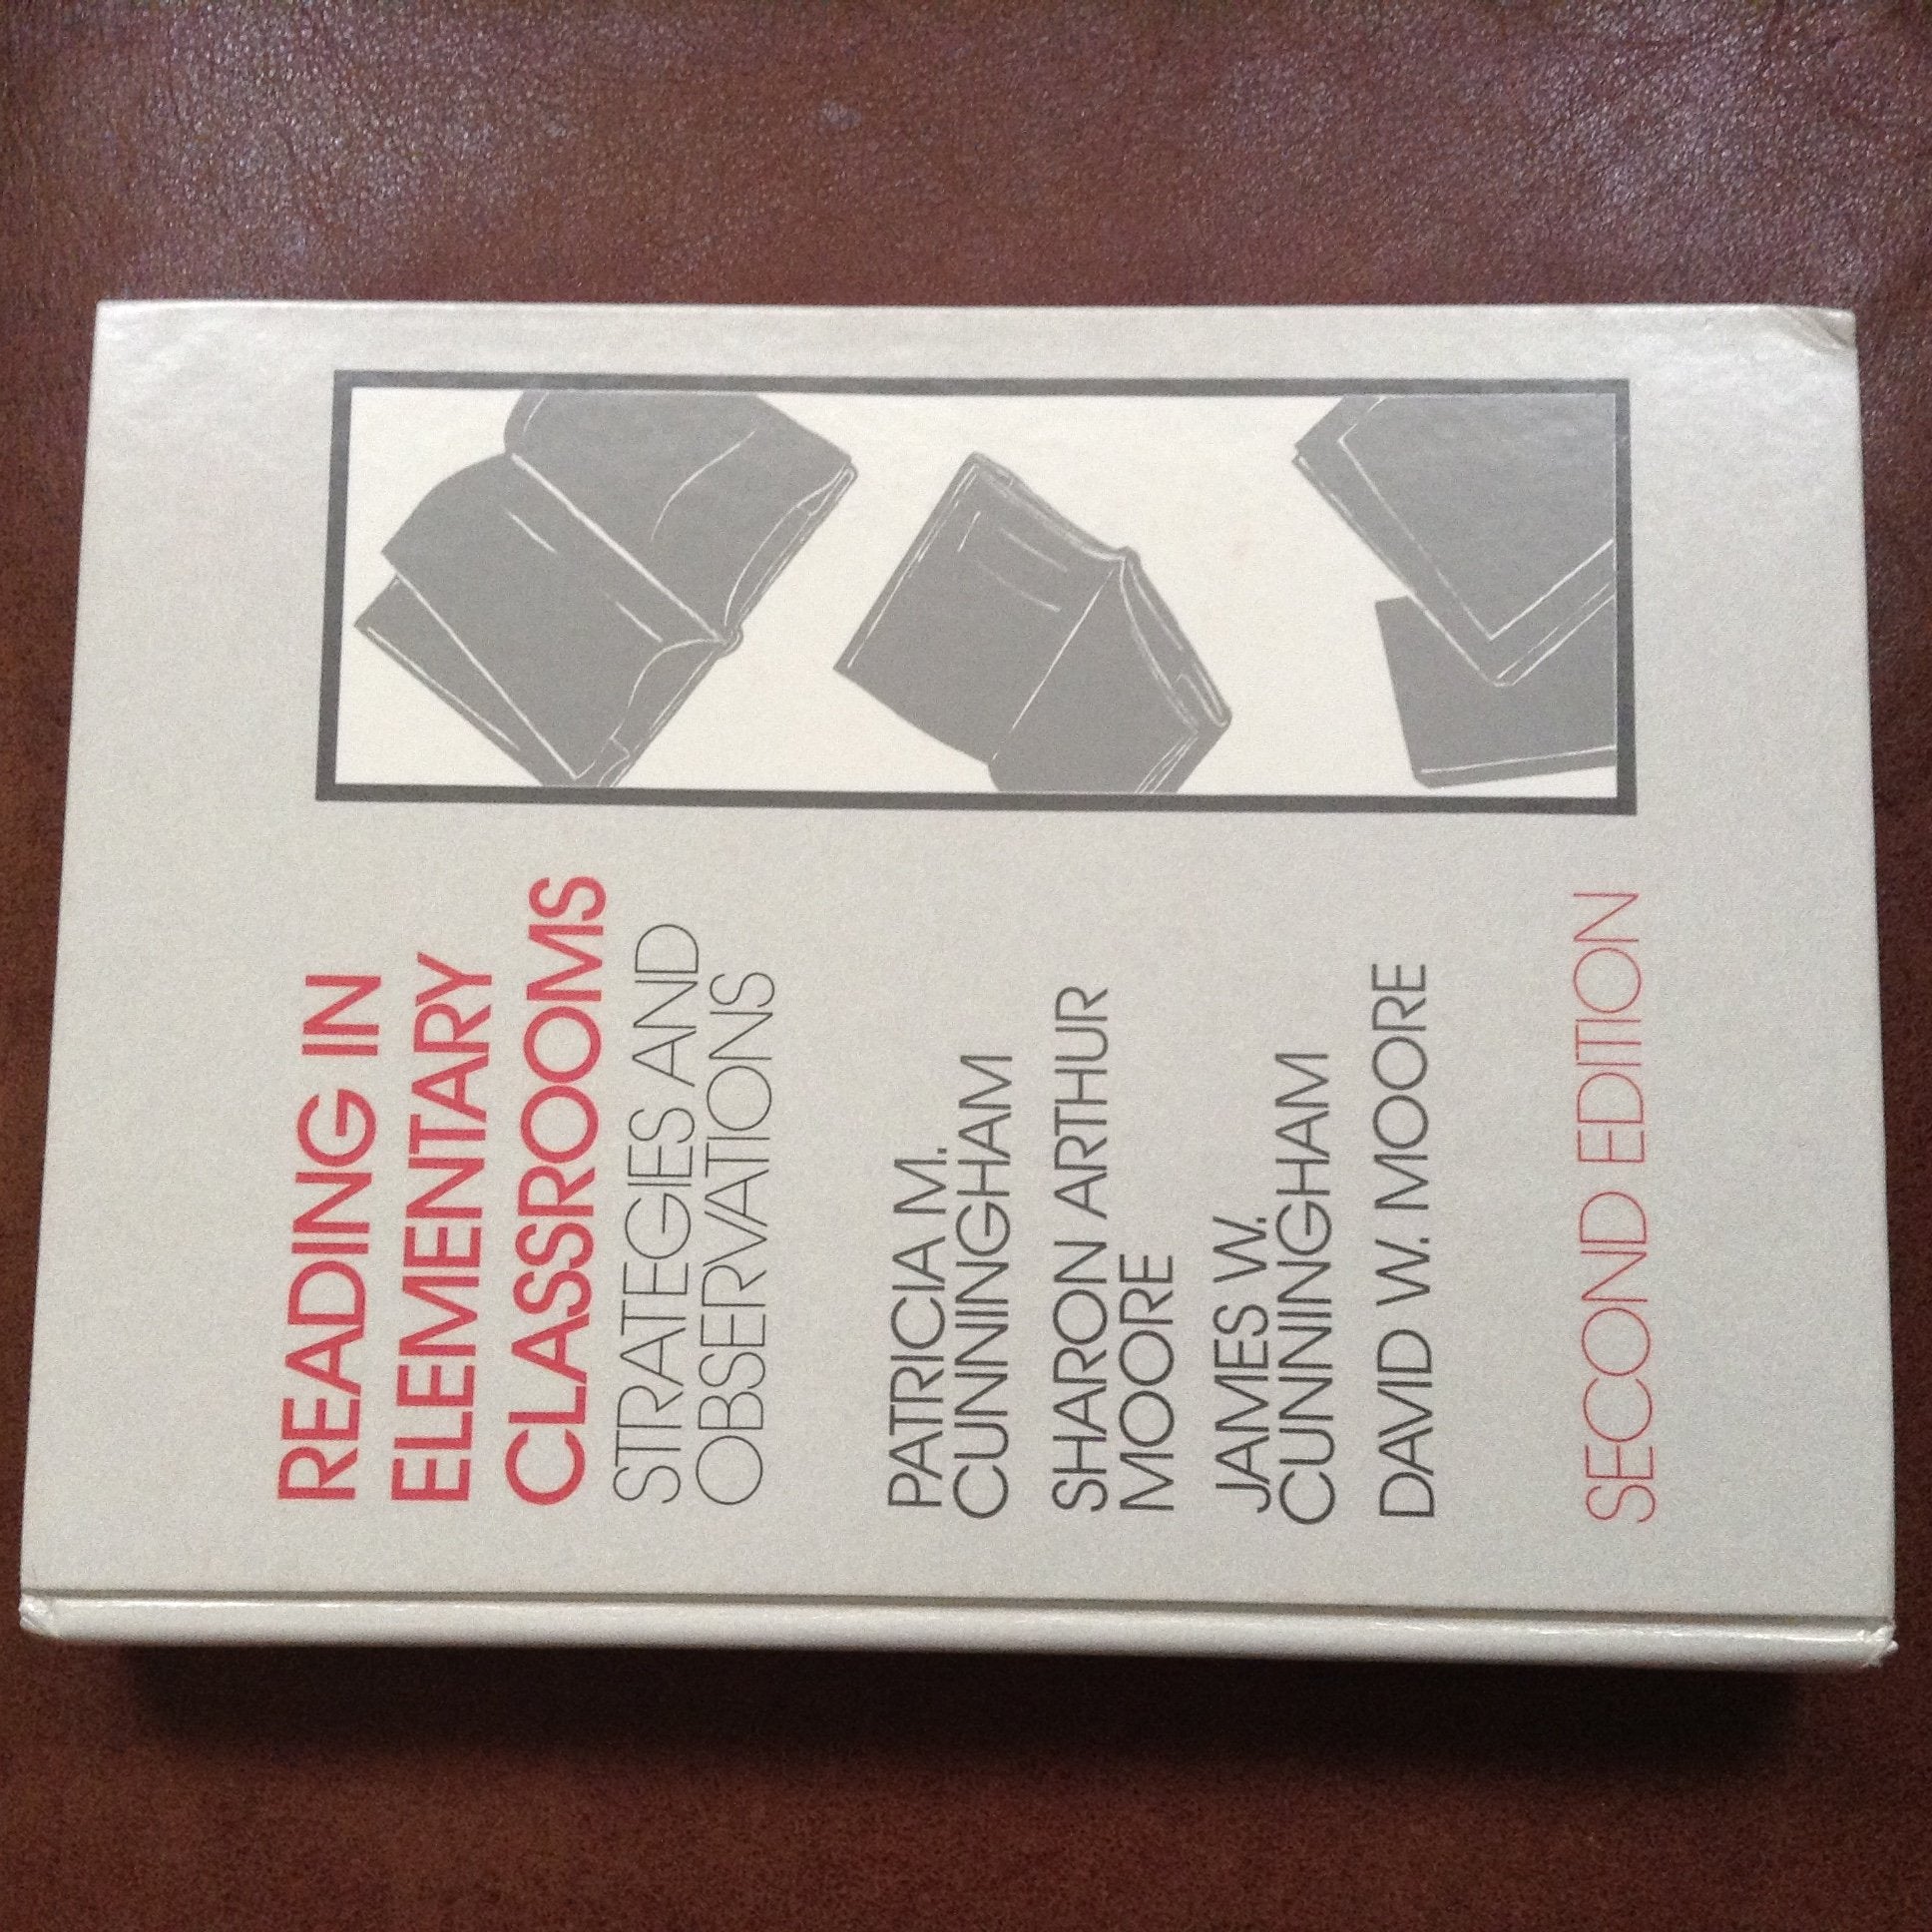 READING IN
ELEMENTARY
CLASSROOMS
STRATEGIES AND
OBSERVATIONS
PATRICIA M.
CUNNINGHAM
SHARON ARTHUR
MOORE
JAMES W.
CUNNINGHAM
DAVID W. MOORE
SECOND EDITION